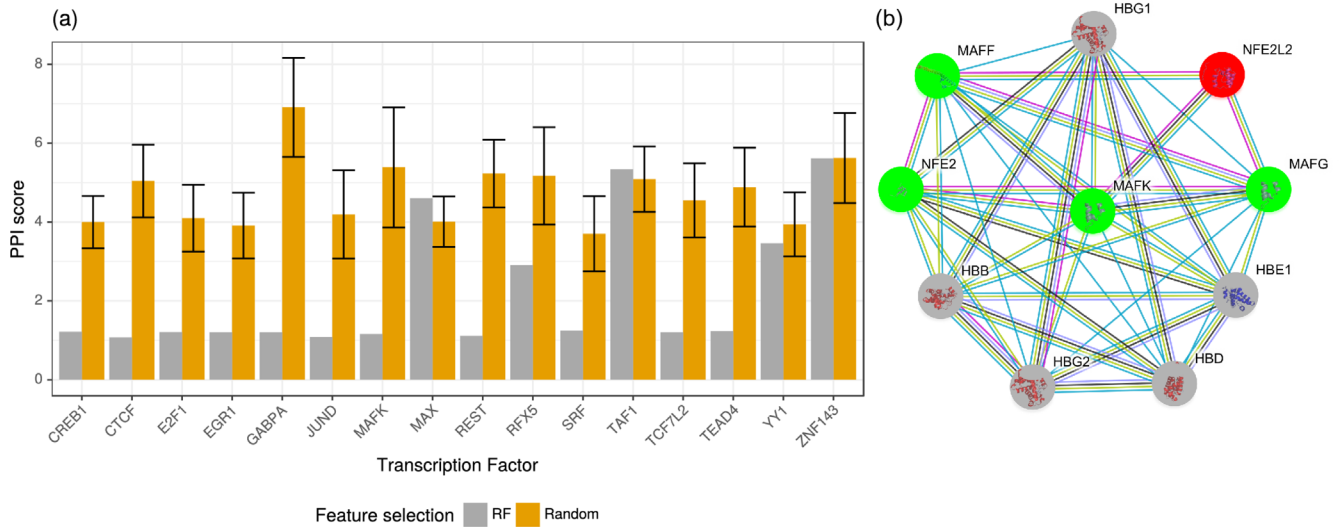 (a)
PPI score
8
6
4
2
0
CREB1
CTCF
E2F1
EGR1
GABPA
JUND
MAFK
MAX
REST
RFX5
SRF
TAF1
TCF7L2
TEAD4
YY1
ZNF143
Transcription Factor
Feature selection RF Random
(b)
HBG1
MAFF
NFE2L2
NFE2
MAFK
MAFG
HBB
HBE1
HBG2
HBD